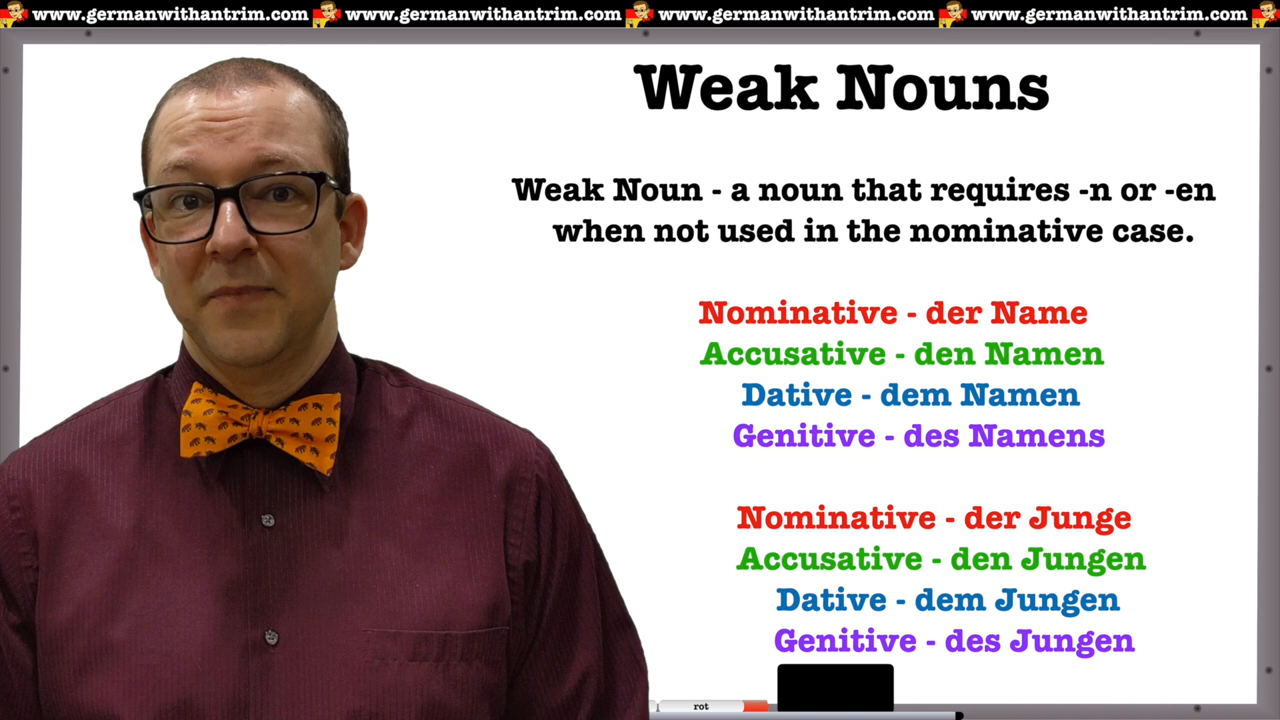 www.germanwithantrim.com www.germanwithantrim.com www.germanwithantrim.com www.germanwithantrim.com
Weak Nouns
Weak Noun - a noun that requires -n or -en
when not used in the nominative case.
Nominative - der Name
Accusative - den Namen
Dative - dem Namen
Genitive - des Namens
Nominative - der Junge
Accusative - den Jungen
Dative - dem Jungen
Genitive - des Jungen
rot